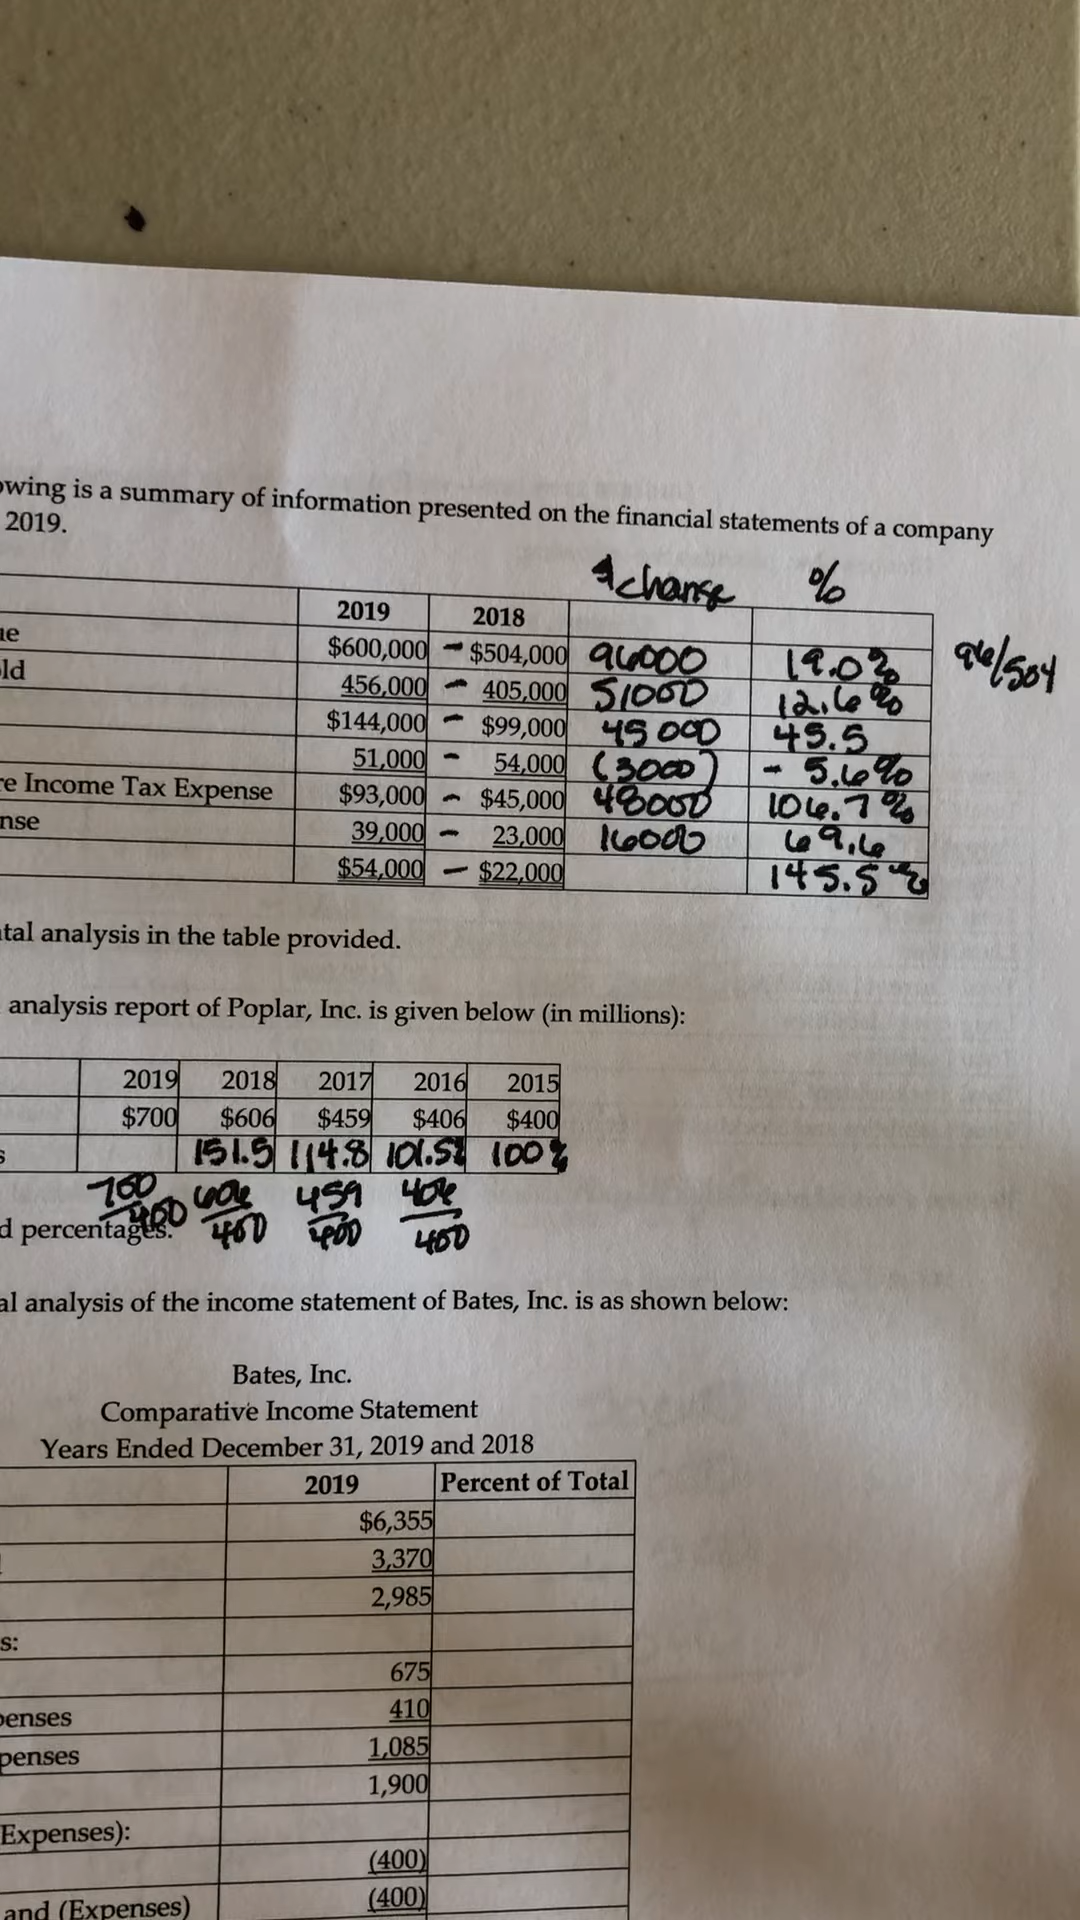 owing is a summary of information presented on the financial statements of a company
2019.
$ change %
2019 2018
ue $600,000 - $504,000 96000 19.0% 96/504
old 456,000 - 405,000 51000 12.6%
$144,000 - $99,000 45000 45.5
51,000 - 54,000 (3000) - 5.6%
re Income Tax Expense $93,000 - $45,000 48000 106.7%
nse 39,000 - 23,000 16000 69.6
$54,000 - $22,000 145.5%
ntal analysis in the table provided.
analysis report of Poplar, Inc. is given below (in millions):
2019 2018 2017 2016 2015
$700 $606 $459 $406 $400
s 151.5 114.8 101.5% 100%
700 606 459 406
d percentages. 400 400 400 400
al analysis of the income statement of Bates, Inc. is as shown below:
Bates, Inc.
Comparative Income Statement
Years Ended December 31, 2019 and 2018
2019 Percent of Total
$6,355
3,370
2,985
s:
675
penses 410
penses 1,085
1,900
Expenses):
(400)
and (Expenses) (400)